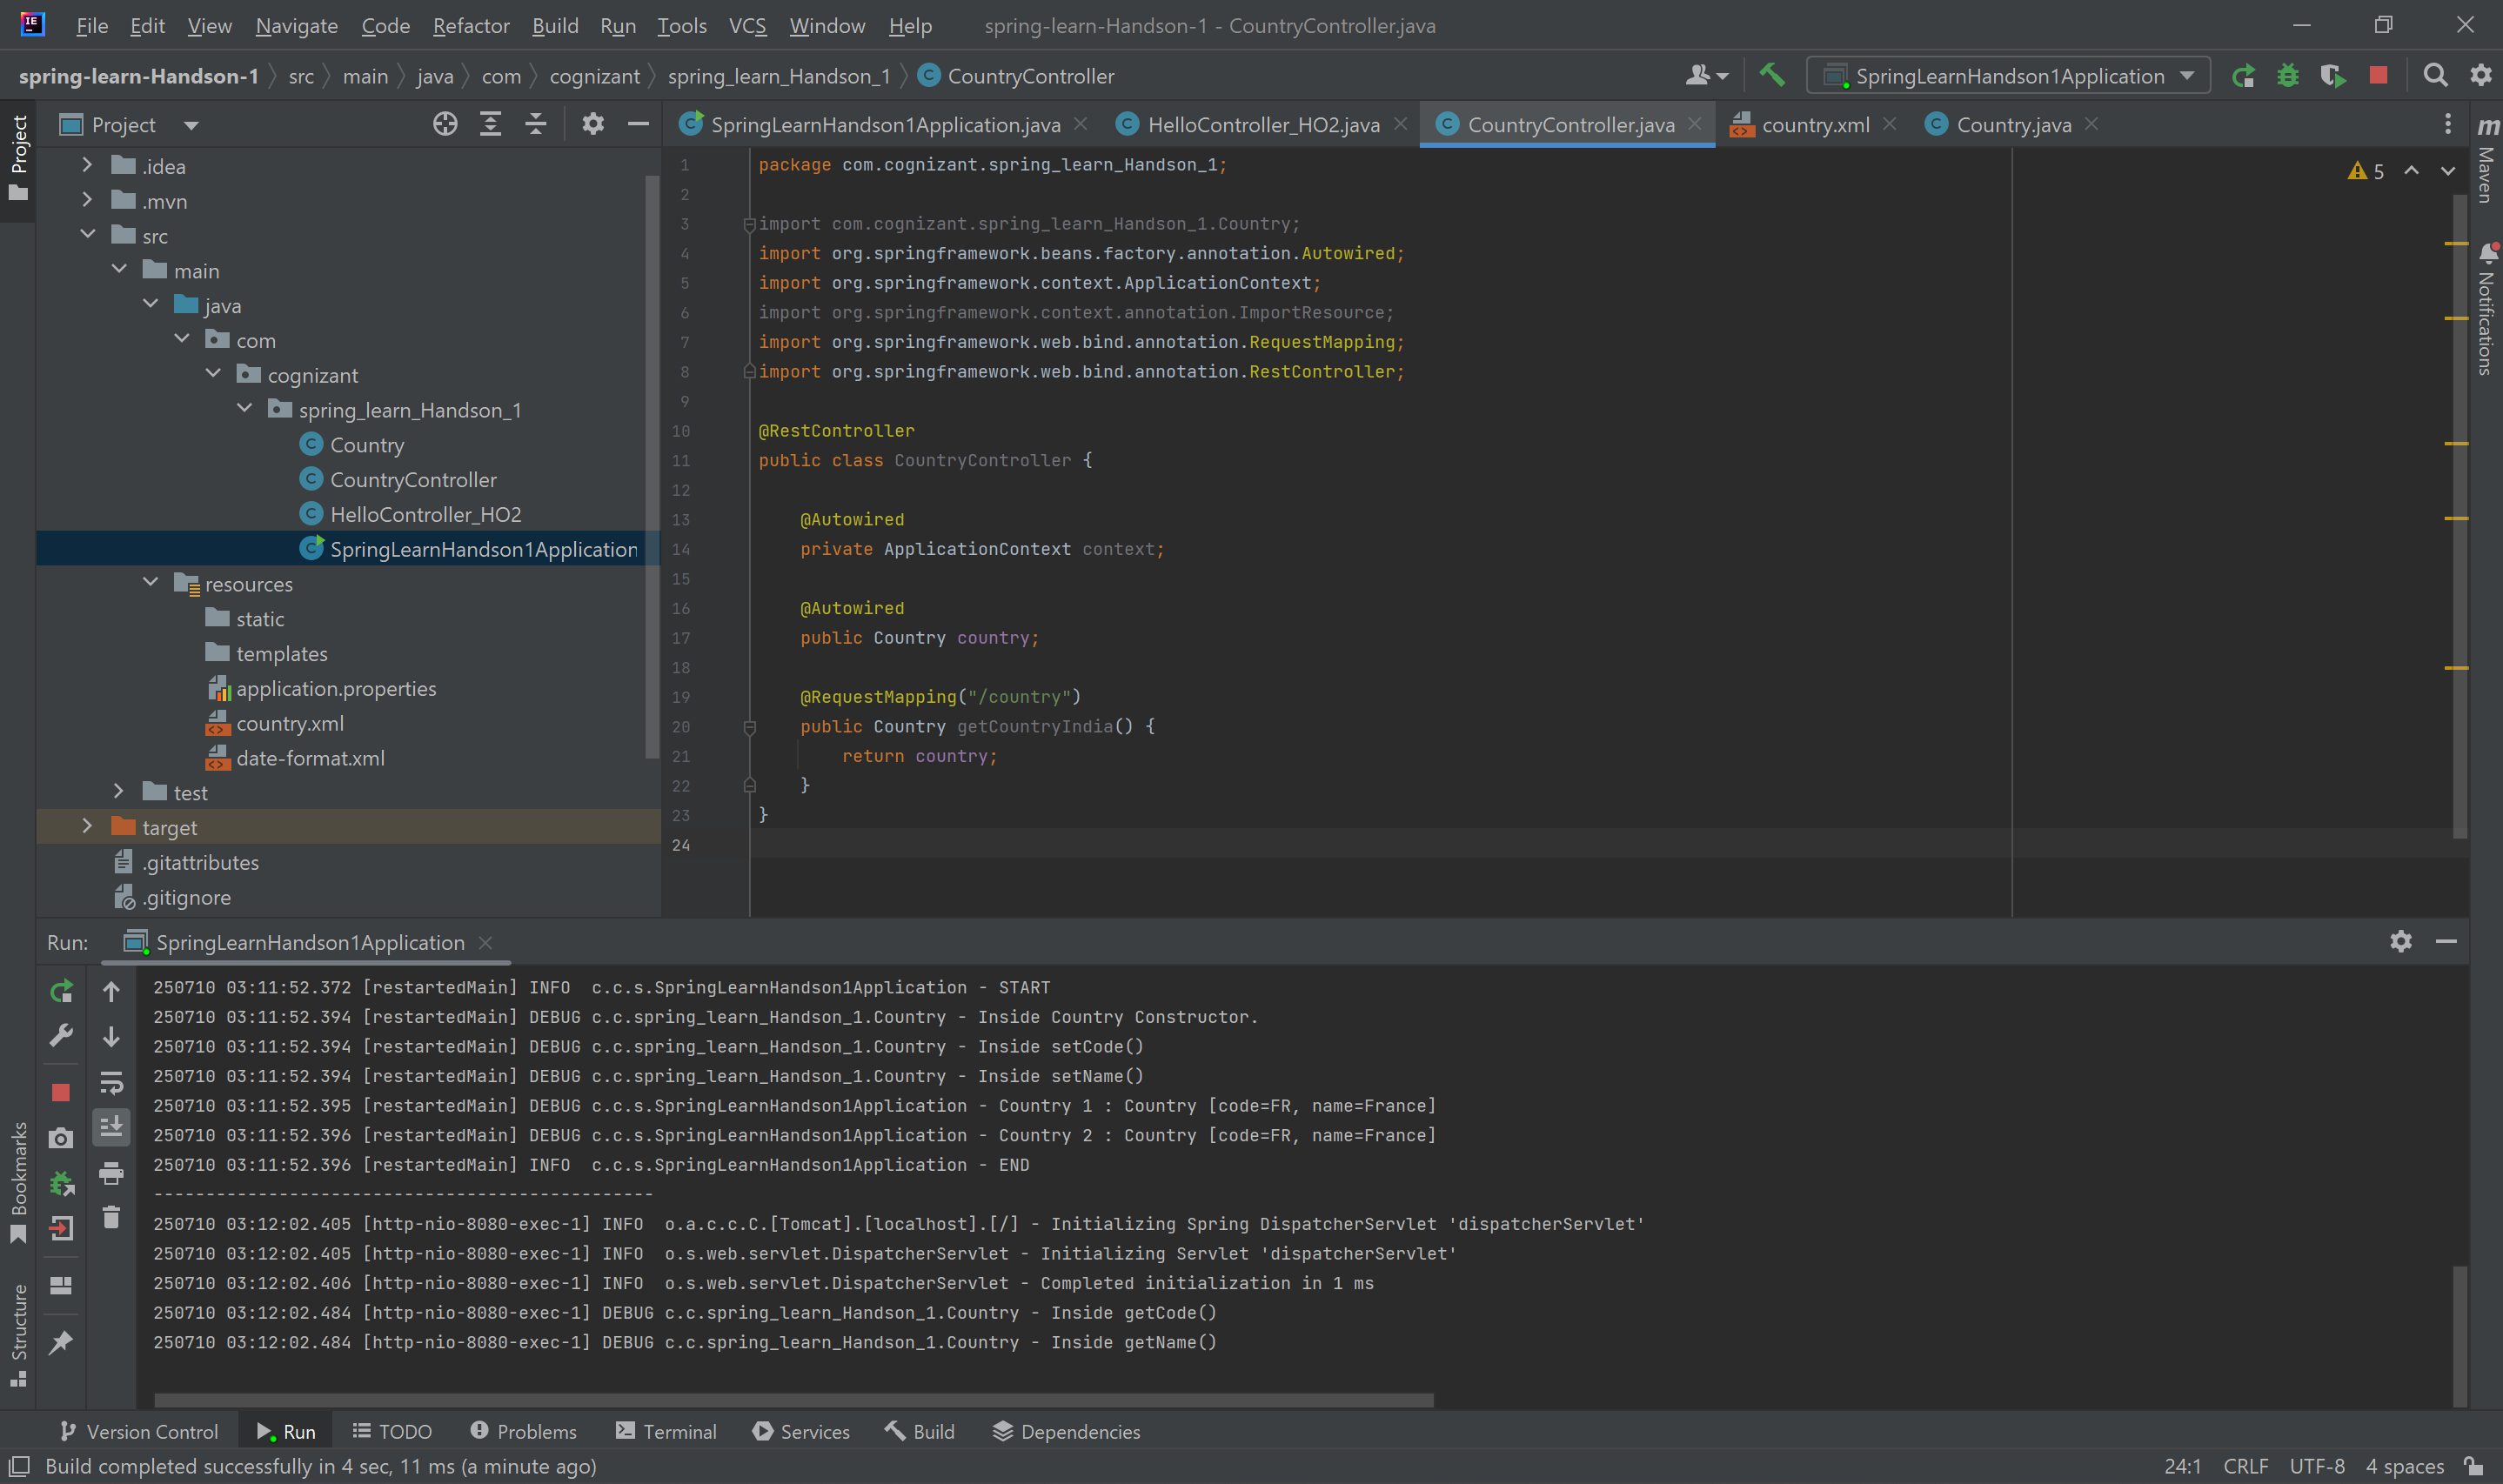 File Edit View Navigate Code Refactor Build Run Tools VCS Window Help spring-learn-Handson-1 - CountryController.java
spring-learn-Handson-1 src main java com cognizant spring_learn_Handson_1 CountryController SpringLearnHandson1Application
Project
Project
.idea
.mvn
src
main
java
com
cognizant
spring_learn_Handson_1
Country
CountryController
HelloController_HO2
SpringLearnHandson1Application
resources
static
templates
application.properties
country.xml
date-format.xml
test
target
.gitattributes
.gitignore
SpringLearnHandson1Application.java HelloController_HO2.java CountryController.java country.xml Country.java
5
1 package com.cognizant.spring_learn_Handson_1;
2
3 import com.cognizant.spring_learn_Handson_1.Country;
4 import org.springframework.beans.factory.annotation.Autowired;
5 import org.springframework.context.ApplicationContext;
6 import org.springframework.context.annotation.ImportResource;
7 import org.springframework.web.bind.annotation.RequestMapping;
8 import org.springframework.web.bind.annotation.RestController;
9
10 @RestController
11 public class CountryController {
12
13 @Autowired
14 private ApplicationContext context;
15
16 @Autowired
17 public Country country;
18
19 @RequestMapping("/country")
20 public Country getCountryIndia() {
21 return country;
22 }
23 }
24
m Maven
Notifications
Run: SpringLearnHandson1Application
250710 03:11:52.372 [restartedMain] INFO  c.c.s.SpringLearnHandson1Application - START
250710 03:11:52.394 [restartedMain] DEBUG c.c.spring_learn_Handson_1.Country - Inside Country Constructor.
250710 03:11:52.394 [restartedMain] DEBUG c.c.spring_learn_Handson_1.Country - Inside setCode()
250710 03:11:52.394 [restartedMain] DEBUG c.c.spring_learn_Handson_1.Country - Inside setName()
250710 03:11:52.395 [restartedMain] DEBUG c.c.s.SpringLearnHandson1Application - Country 1 : Country [code=FR, name=France]
250710 03:11:52.396 [restartedMain] DEBUG c.c.s.SpringLearnHandson1Application - Country 2 : Country [code=FR, name=France]
250710 03:11:52.396 [restartedMain] INFO  c.c.s.SpringLearnHandson1Application - END
------------------------------------------------
250710 03:12:02.405 [http-nio-8080-exec-1] INFO  o.a.c.c.C.[Tomcat].[localhost].[/] - Initializing Spring DispatcherServlet 'dispatcherServlet'
250710 03:12:02.405 [http-nio-8080-exec-1] INFO  o.s.web.servlet.DispatcherServlet - Initializing Servlet 'dispatcherServlet'
250710 03:12:02.406 [http-nio-8080-exec-1] INFO  o.s.web.servlet.DispatcherServlet - Completed initialization in 1 ms
250710 03:12:02.484 [http-nio-8080-exec-1] DEBUG c.c.spring_learn_Handson_1.Country - Inside getCode()
250710 03:12:02.484 [http-nio-8080-exec-1] DEBUG c.c.spring_learn_Handson_1.Country - Inside getName()
Bookmarks
Structure
Version Control Run TODO Problems Terminal Services Build Dependencies
Build completed successfully in 4 sec, 11 ms (a minute ago) 24:1 CRLF UTF-8 4 spaces